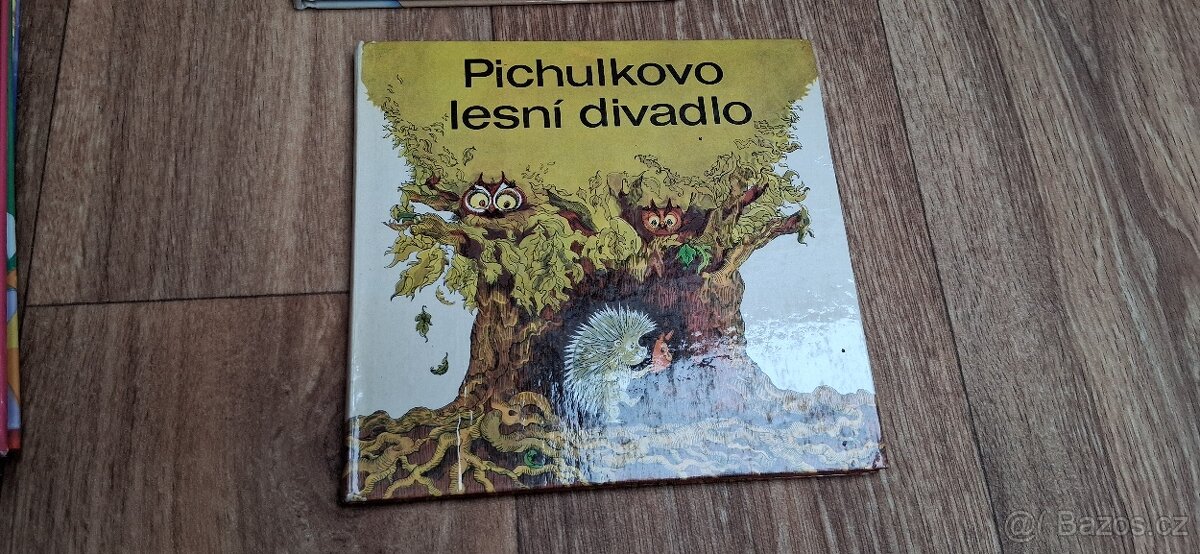 Pichulkovo
lesní divadlo
@ Bazos.cz